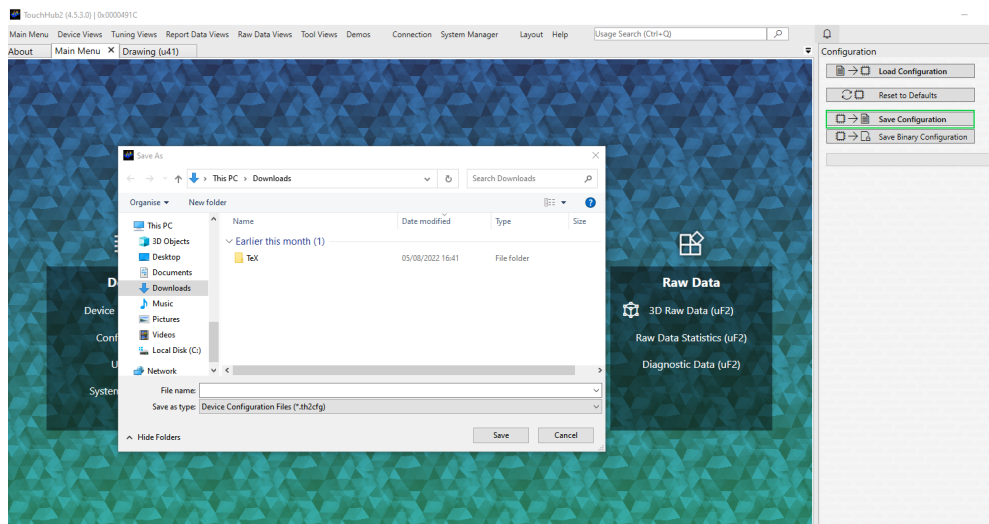 TouchHub2 (4.5.3.0) | 0x0000491C
Main Menu Device Views Tuning Views Report Data Views Raw Data Views Tool Views Demos Connection System Manager Layout Help Usage Search (Ctrl+Q)
About Main Menu Drawing (u41)
Configuration
Load Configuration
Reset to Defaults
Save Configuration
Save Binary Configuration
Save As
This PC > Downloads
Search Downloads
Organise New folder
Name Date modified Type Size
Earlier this month (1)
TeX 05/08/2022 16:41 File folder
This PC
3D Objects
Desktop
Documents
Downloads
Music
Pictures
Videos
Local Disk (C:)
Network
File name:
Save as type: Device Configuration Files (*.th2cfg)
Hide Folders
Save Cancel
Device
Conf
System
Raw Data
3D Raw Data (uF2)
Raw Data Statistics (uF2)
Diagnostic Data (uF2)